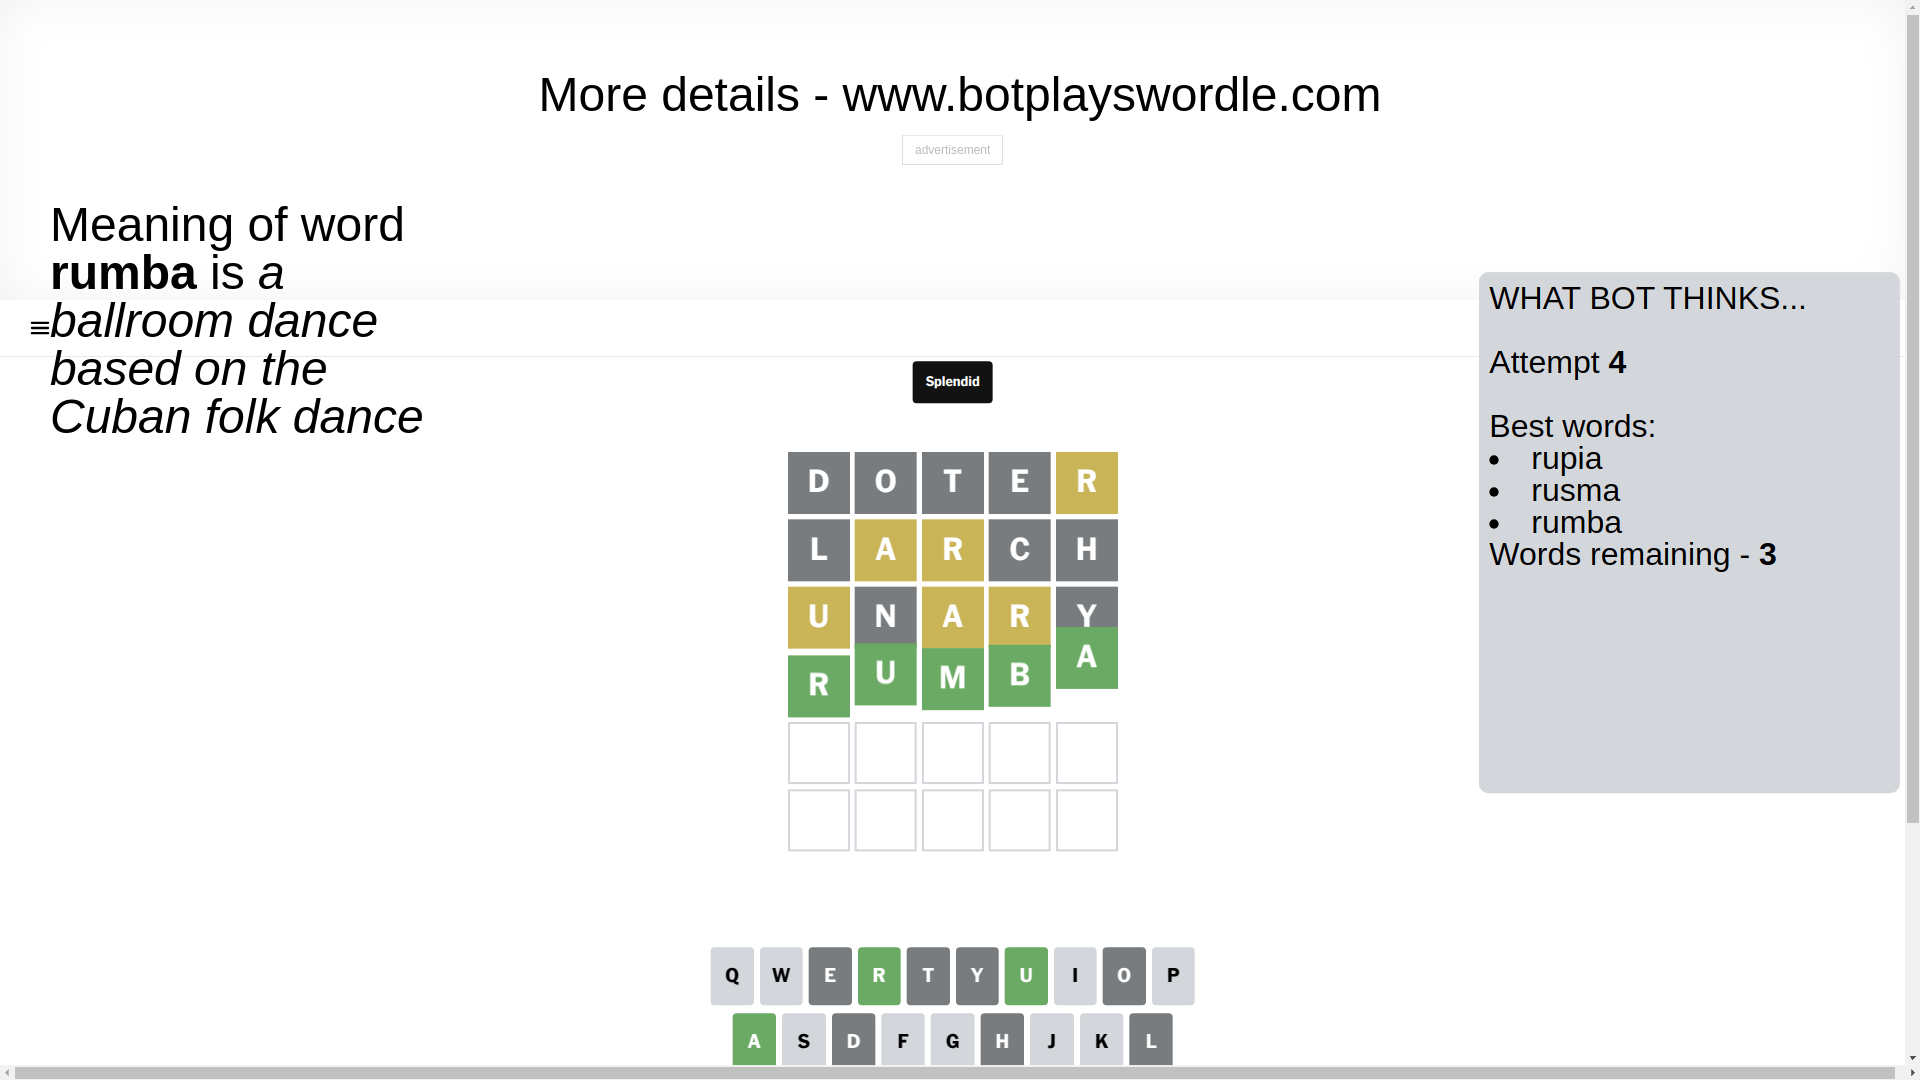 More details - www.botplayswordle.com
advertisement
Meaning of word
rumba is a
ballroom dance
based on the
Cuban folk dance
WHAT BOT THINKS...
Attempt 4
Best words:
• rupia
• rusma
• rumba
Words remaining - 3
Splendid
D O T E R
L A R C H
U N A R Y
R U M B A
Q W E R T Y U I O P
A S D F G H J K L